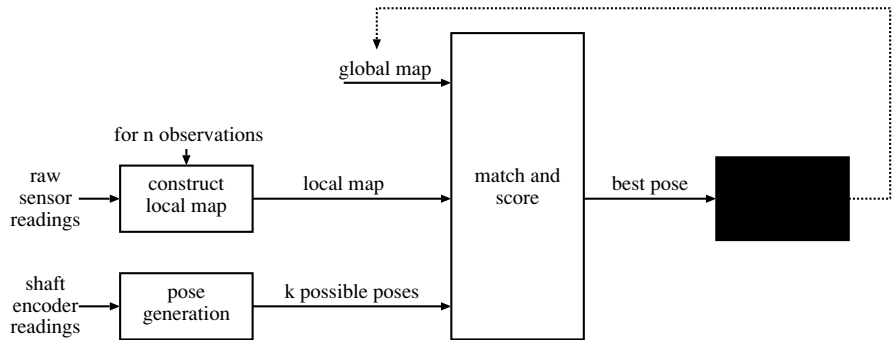 global map
for n observations
raw
sensor
readings
construct
local map
local map
match and
score
best pose
shaft
encoder
readings
pose
generation
k possible poses